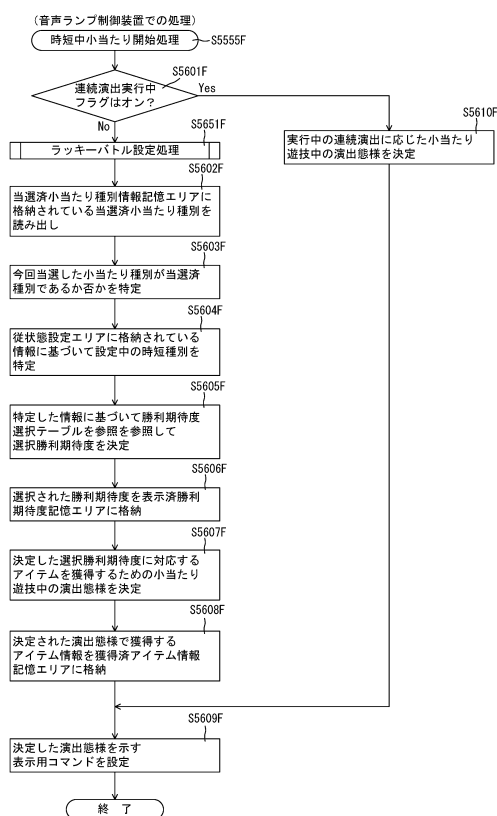 (音声ランプ制御装置での処理)
時短中小当たり開始処理
S5555F
S5601F
連続演出実行中
フラグはオン?
Yes
No
S5610F
実行中の連続演出に応じた小当たり
遊技中の演出態様を決定
S5651F
ラッキーバトル設定処理
S5602F
当選済小当たり種別情報記憶エリアに
格納されている当選済小当たり種別を
読み出し
S5603F
今回当選した小当たり種別が当選済
種別であるか否かを特定
S5604F
従状態設定エリアに格納されている
情報に基づいて設定中の時短種別を
特定
S5605F
特定した情報に基づいて勝利期待度
選択テーブルを参照を参照して
選択勝利期待度を決定
S5606F
選択された勝利期待度を表示済勝利
期待度記憶エリアに格納
S5607F
決定した選択勝利期待度に対応する
アイテムを獲得するための小当たり
遊技中の演出態様を決定
S5608F
決定された演出態様で獲得する
アイテム情報を獲得済アイテム情報
記憶エリアに格納
S5609F
決定した演出態様を示す
表示用コマンドを設定
終 了